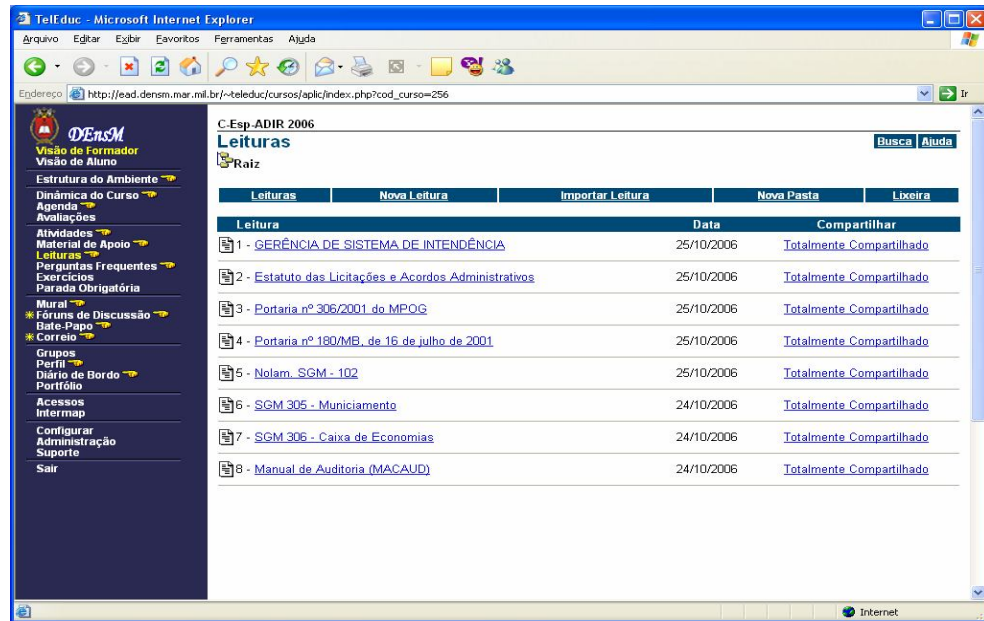 TelEduc - Microsoft Internet Explorer
Arquivo Editar Exibir Favoritos Ferramentas Ajuda
Endereço http://ead.densm.mar.mil.br/~teleduc/cursos/aplic/index.php?cod_curso=256 Ir
DEnsM
Visão de Formador
Visão de Aluno
Estrutura do Ambiente
Dinâmica do Curso
Agenda
Avaliações
Atividades
Material de Apoio
Leituras
Perguntas Frequentes
Exercícios
Parada Obrigatória
Mural
Fóruns de Discussão
Bate-Papo
Correio
Grupos
Perfil
Diário de Bordo
Portfólio
Acessos
Intermap
Configurar
Administração
Suporte
Sair
C-Esp-ADIR 2006
Leituras
Busca Ajuda
Raiz
Leituras Nova Leitura Importar Leitura Nova Pasta Lixeira
Leitura Data Compartilhar
1 - GERÊNCIA DE SISTEMA DE INTENDÊNCIA 25/10/2006 Totalmente Compartilhado
2 - Estatuto das Licitações e Acordos Administrativos 25/10/2006 Totalmente Compartilhado
3 - Portaria nº 306/2001 do MPOG 25/10/2006 Totalmente Compartilhado
4 - Portaria nº 180/MB, de 16 de julho de 2001 25/10/2006 Totalmente Compartilhado
5 - Nolam. SGM - 102 25/10/2006 Totalmente Compartilhado
6 - SGM 305 - Municiamento 24/10/2006 Totalmente Compartilhado
7 - SGM 306 - Caixa de Economias 24/10/2006 Totalmente Compartilhado
8 - Manual de Auditoria (MACAUD) 24/10/2006 Totalmente Compartilhado
Internet